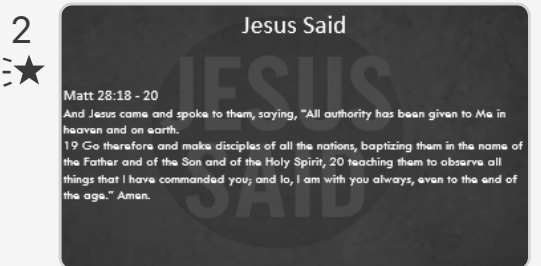 2
Jesus Said
JESUS
SAID
Matt 28:18 - 20
And Jesus came and spoke to them, saying, "All authority has been given to Me in
heaven and on earth.
19 Go therefore and make disciples of all the nations, baptizing them in the name of
the Father and of the Son and of the Holy Spirit, 20 teaching them to observe all
things that I have commanded you; and lo, I am with you always, even to the end of
the age." Amen.